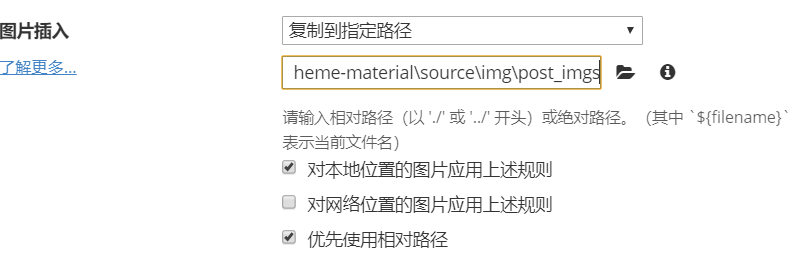 图片插入
复制到指定路径
了解更多...
heme-material\source\img\post_imgs
请输入相对路径（以 './' 或 '../' 开头）或绝对路径。（其中 `${filename}`
表示当前文件名）
对本地位置的图片应用上述规则
对网络位置的图片应用上述规则
优先使用相对路径